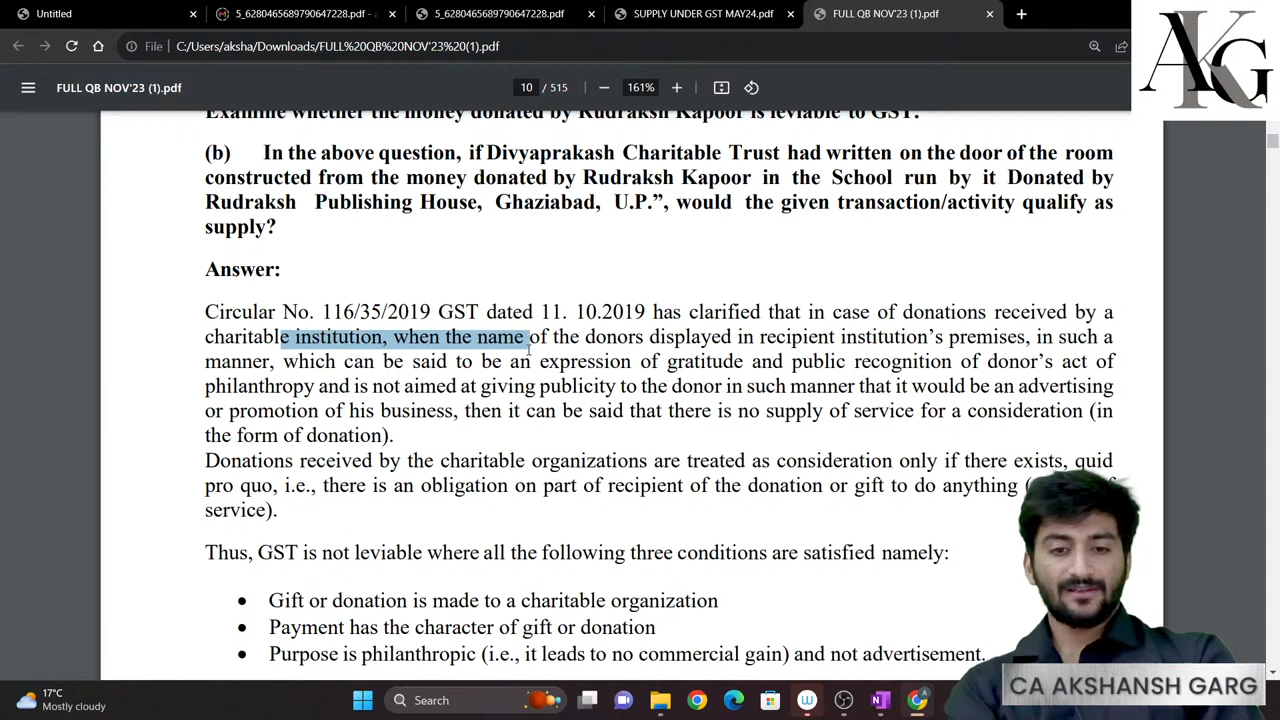 Untitled
5_6280465689790647228.pdf - a
5_6280465689790647228.pdf
SUPPLY UNDER GST MAY24.pdf
FULL QB NOV'23 (1).pdf
File
C:/Users/aksha/Downloads/FULL%20QB%20NOV'23%20(1).pdf
FULL QB NOV'23 (1).pdf
10 / 515
161%
AKG
Examine whether the money donated by Rudraksh Kapoor is leviable to GST.
(b) In the above question, if Divyaprakash Charitable Trust had written on the door of the room
constructed from the money donated by Rudraksh Kapoor in the School run by it Donated by
Rudraksh Publishing House, Ghaziabad, U.P.”, would the given transaction/activity qualify as
supply?
Answer:
Circular No. 116/35/2019 GST dated 11. 10.2019 has clarified that in case of donations received by a
charitable institution, when the name of the donors displayed in recipient institution’s premises, in such a
manner, which can be said to be an expression of gratitude and public recognition of donor’s act of
philanthropy and is not aimed at giving publicity to the donor in such manner that it would be an advertising
or promotion of his business, then it can be said that there is no supply of service for a consideration (in
the form of donation).
Donations received by the charitable organizations are treated as consideration only if there exists, quid
pro quo, i.e., there is an obligation on part of recipient of the donation or gift to do anything (
service).
Thus, GST is not leviable where all the following three conditions are satisfied namely:
• Gift or donation is made to a charitable organization
• Payment has the character of gift or donation
• Purpose is philanthropic (i.e., it leads to no commercial gain) and not advertisement.
CA AKSHANSH GARG
17°C
Mostly cloudy
Search